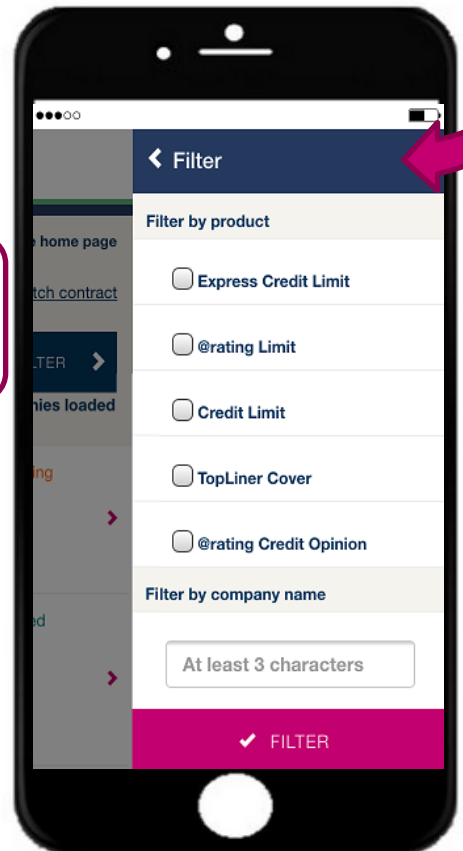 Filter
Filter by product
home page
Express Credit Limit
tch contract
@rating Limit
TER
nies loaded
Credit Limit
ing
TopLiner Cover
@rating Credit Opinion
Filter by company name
ed
At least 3 characters
FILTER